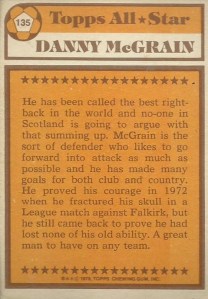 135
Topps All★Star
DANNY McGRAIN
He has been called the best right-
back in the world and no-one in
Scotland is going to argue with
that summing up. McGrain is the
sort of defender who likes to go
forward into attack as much as
possible and he has made many
goals for both club and country.
He proved his courage in 1972
when he fractured his skull in a
League match against Falkirk, but
he still came back to prove he had
lost none of his old ability. A great
man to have on any team.
© 1978 TOPPS CHEWING GUM, INC.